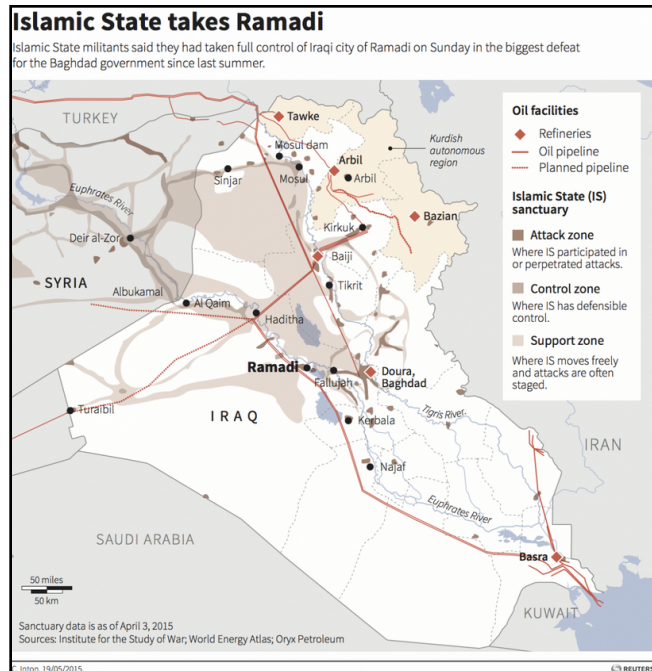 Islamic State takes Ramadi
Islamic State militants said they had taken full control of Iraqi city of Ramadi on Sunday in the biggest defeat
for the Baghdad government since last summer.
TURKEY
Tawke
Mosul dam
Kurdish
autonomous
region
Arbil
Arbil
Sinjar
Mosul
Euphrates River
Bazian
Kirkuk
Deir al-Zor
Baiji
SYRIA
Tikrit
Albukamal
Al Qaim
Haditha
Ramadi
Fallujah
Doura,
Baghdad
Turaibil
IRAQ
Kerbala
Tigris River
Najaf
IRAN
Euphrates River
SAUDI ARABIA
Basra
KUWAIT
Oil facilities
Refineries
Oil pipeline
Planned pipeline
Islamic State (IS)
sanctuary
Attack zone
Where IS participated in
or perpetrated attacks.
Control zone
Where IS has defensible
control.
Support zone
Where IS moves freely
and attacks are often
staged.
50 miles
50 km
Sanctuary data is as of April 3, 2015
Sources: Institute for the Study of War; World Energy Atlas; Oryx Petroleum
C. Inton, 19/05/2015
REUTERS